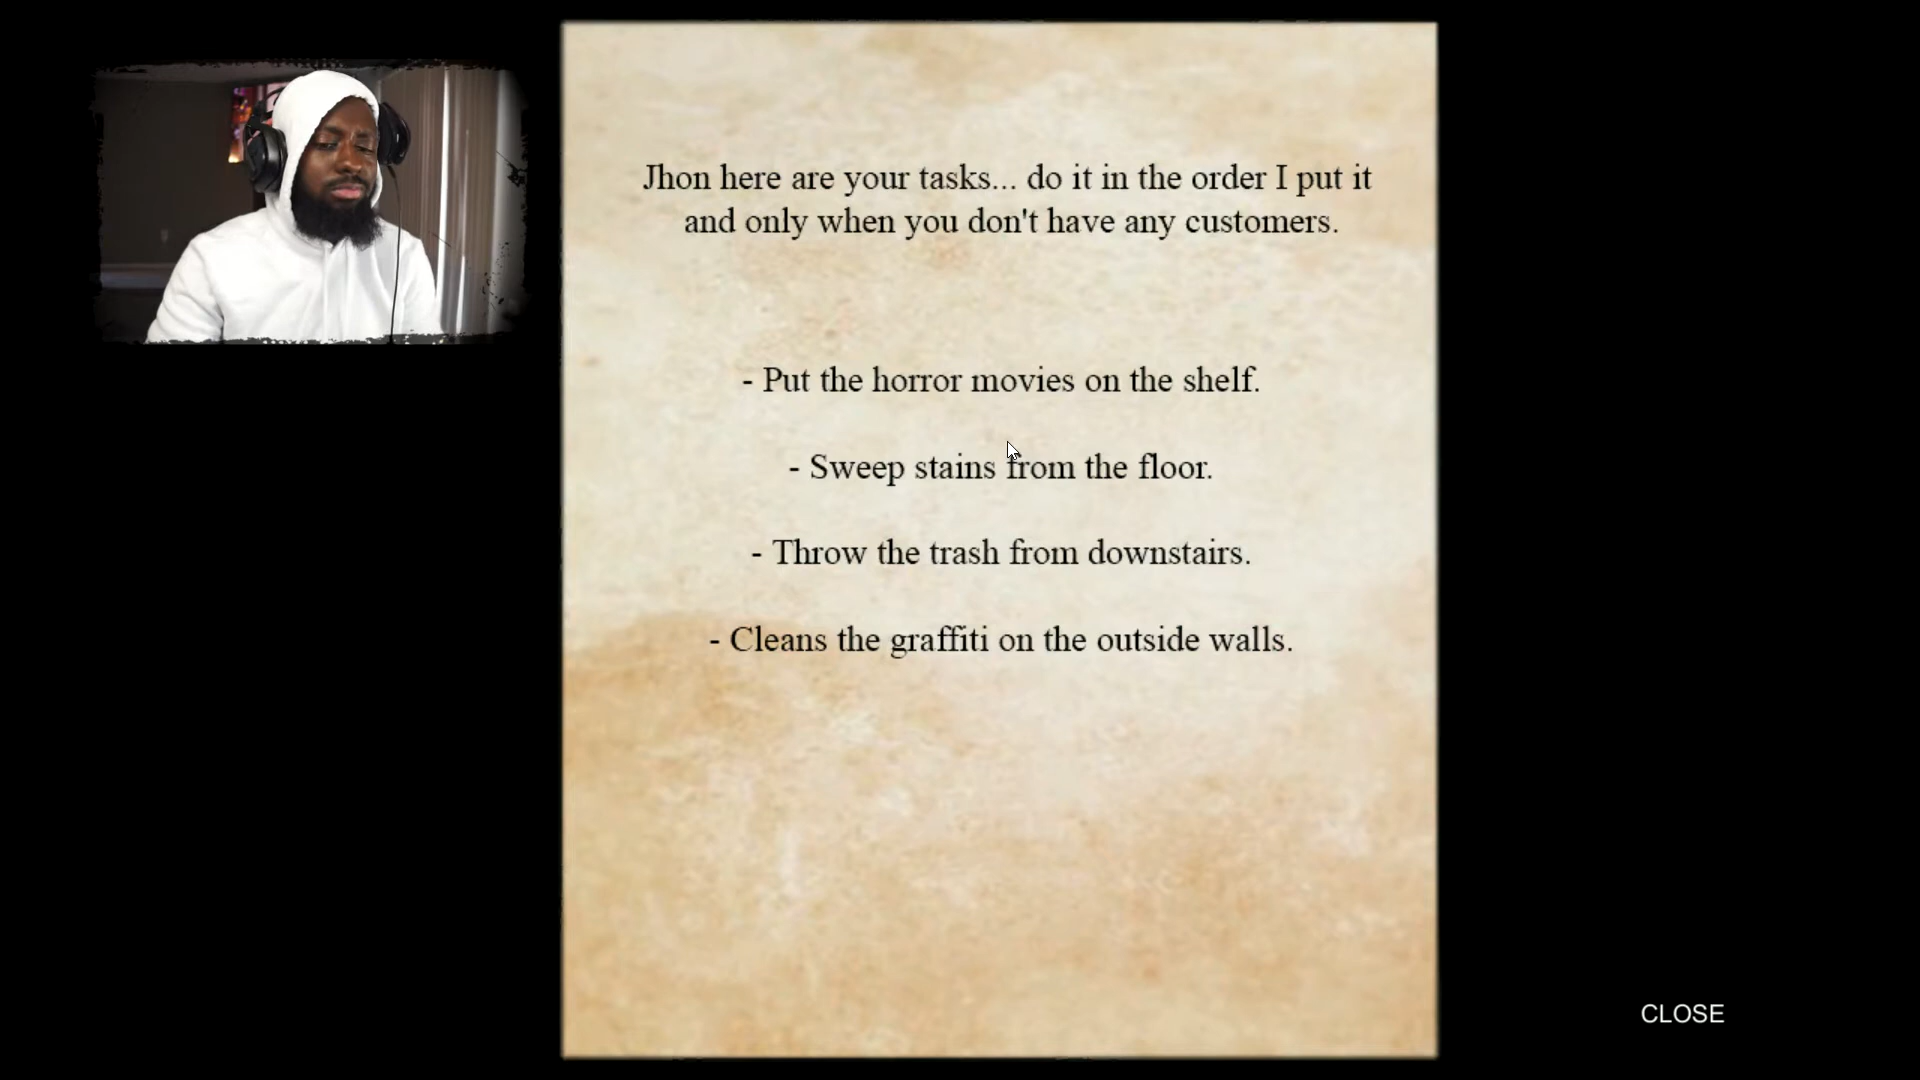 Jhon here are your tasks... do it in the order I put it
and only when you don't have any customers.
- Put the horror movies on the shelf.
- Sweep stains from the floor.
- Throw the trash from downstairs.
- Cleans the graffiti on the outside walls.
CLOSE